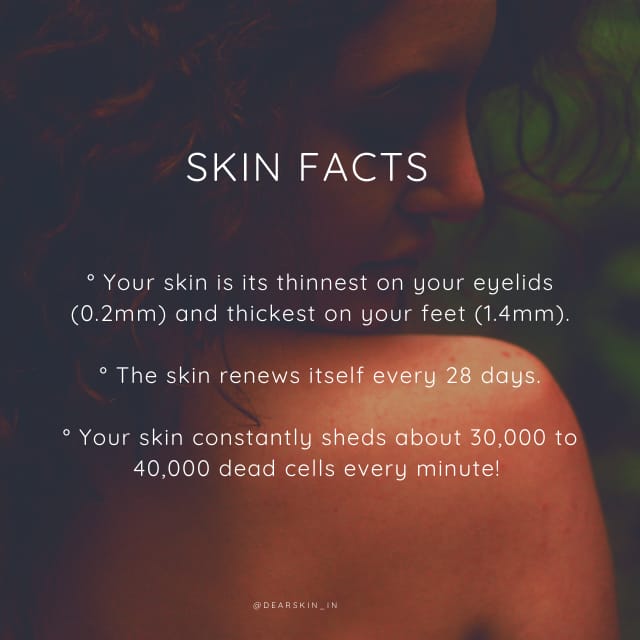 SKIN FACTS
° Your skin is its thinnest on your eyelids
(0.2mm) and thickest on your feet (1.4mm).
° The skin renews itself every 28 days.
° Your skin constantly sheds about 30,000 to
40,000 dead cells every minute!
@DEARSKIN_IN